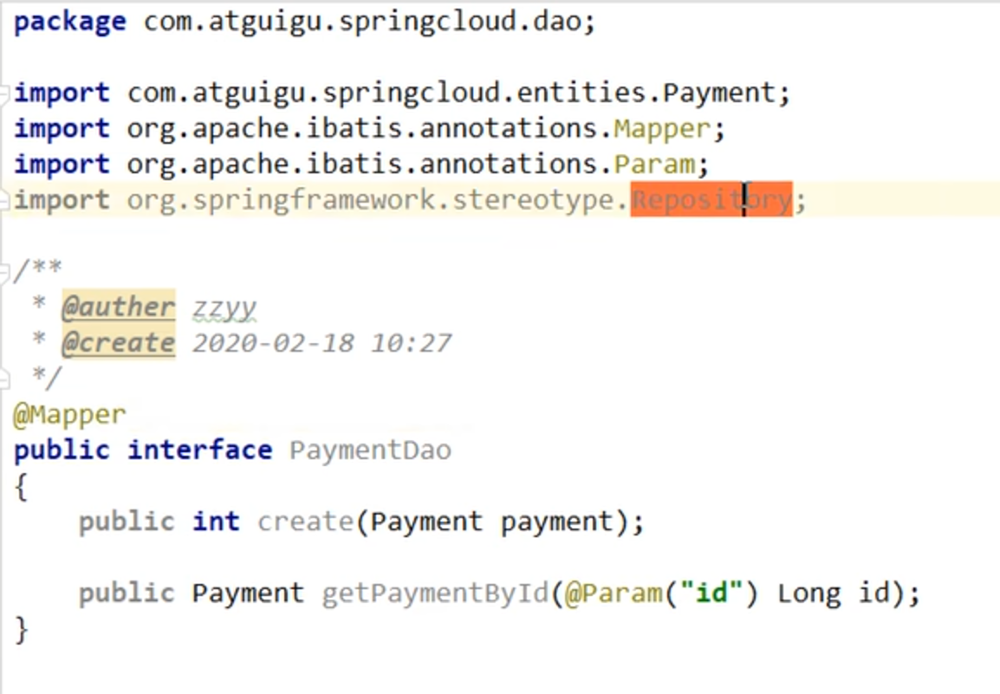 package com.atguigu.springcloud.dao;
import com.atguigu.springcloud.entities.Payment;
import org.apache.ibatis.annotations.Mapper;
import org.apache.ibatis.annotations.Param;
import org.springframework.stereotype.Repository;
/**
 * @auther zzyy
 * @create 2020-02-18 10:27
 */
@Mapper
public interface PaymentDao
{
    public int create(Payment payment);
    public Payment getPaymentById(@Param("id") Long id);
}